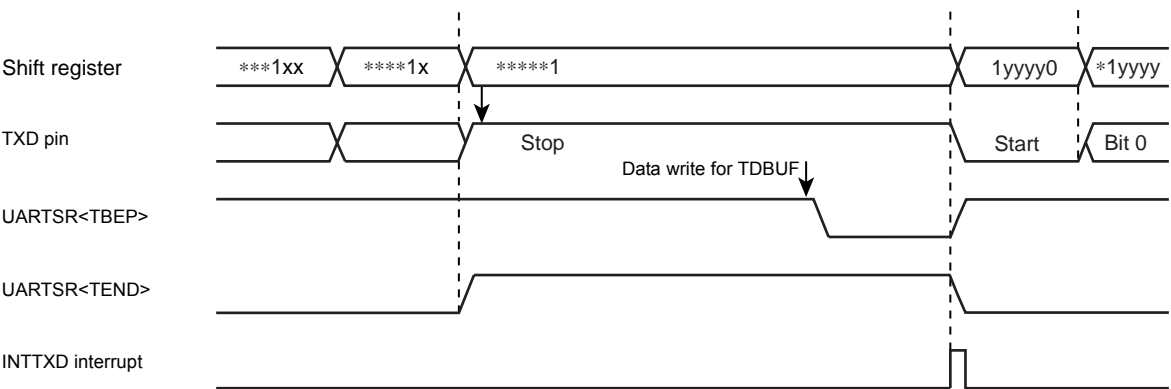 Shift register ***1xx ****1x *****1 1yyyy0 *1yyyy
TXD pin Stop Start Bit 0
Data write for TDBUF
UARTSR<TBEP>
UARTSR<TEND>
INTTXD interrupt